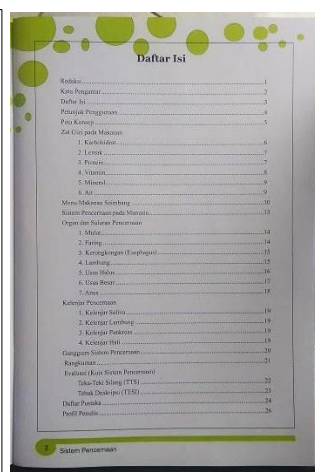 Daftar Isi
Redaksi 1
Kata Pengantar 2
Daftar Isi 3
Petunjuk Penggunaan 4
Peta Konsep 5
Zat Gizi pada Makanan
1. Karbohidrat 6
2. Lemak 7
3. Protein 7
4. Vitamin 8
5. Mineral 9
6. Air 9
Menu Makanan Seimbang 10
Sistem Pencernaan pada Manusia 13
Organ dan Saluran Pencernaan
1. Mulut 14
2. Faring 14
3. Kerongkongan (Esophagus) 15
4. Lambung 15
5. Usus Halus 16
6. Usus Besar 17
7. Anus 18
Kelenjar Pencernaan
1. Kelenjar Saliva 19
2. Kelenjar Lambung 19
3. Kelenjar Pankreas 19
4. Kelenjar Hati 19
Gangguan Sistem Pencernaan 20
Rangkuman 21
Evaluasi (Kuis Sistem Pencernaan)
Teka-Teki Silang (TTS) 22
Tebak Deskripsi (TESI) 23
Daftar Pustaka 24
Profil Penulis 26
Sistem Pencernaan